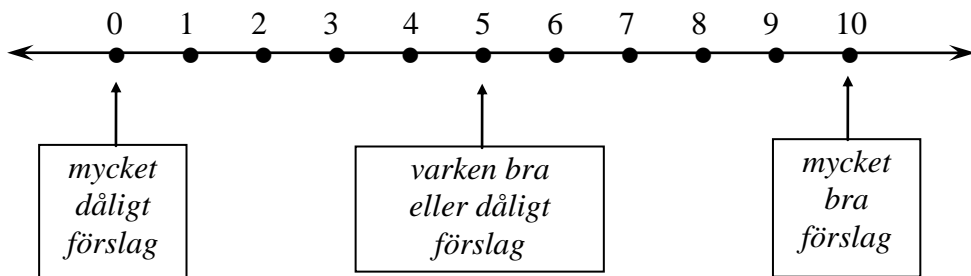 0 1 2 3 4 5 6 7 8 9 10
mycket
dåligt
förslag
varken bra
eller dåligt
förslag
mycket
bra
förslag